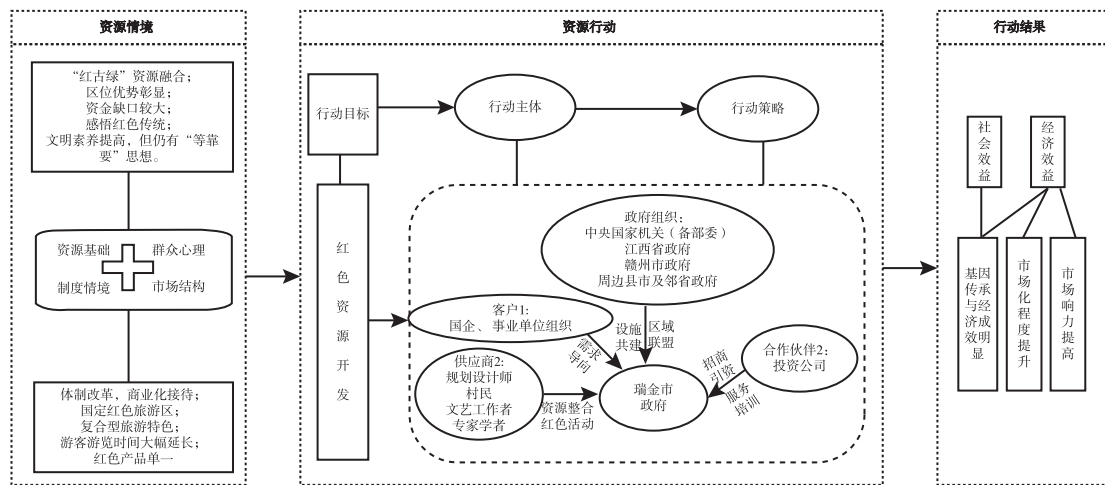 资源情境
“红古绿”资源融合；
区位优势彰显；
资金缺口较大；
感悟红色传统；
文明素养提高，但仍有“等靠
要”思想。
资源基础
群众心理
制度情境
市场结构
体制改革，商业化接待；
国定红色旅游区；
复合型旅游特色；
游客游览时间大幅延长；
红色产品单一
资源行动
行动目标
行动主体
行动策略
红色资源开发
政府组织：
中央国家机关（各部委）
江西省政府
赣州市政府
周边县市及邻省政府
客户1：
国企、事业单位组织
需求
导向
设施
共建
区域
联盟
招商
引资
服务
培训
合作伙伴2：
投资公司
供应商2：
规划设计师
村民
文艺工作者
专家学者
资源整合
红色活动
瑞金市
政府
行动结果
社会效益
经济效益
基因传承与经济成效明显
市场化程度提升
市场响力提高